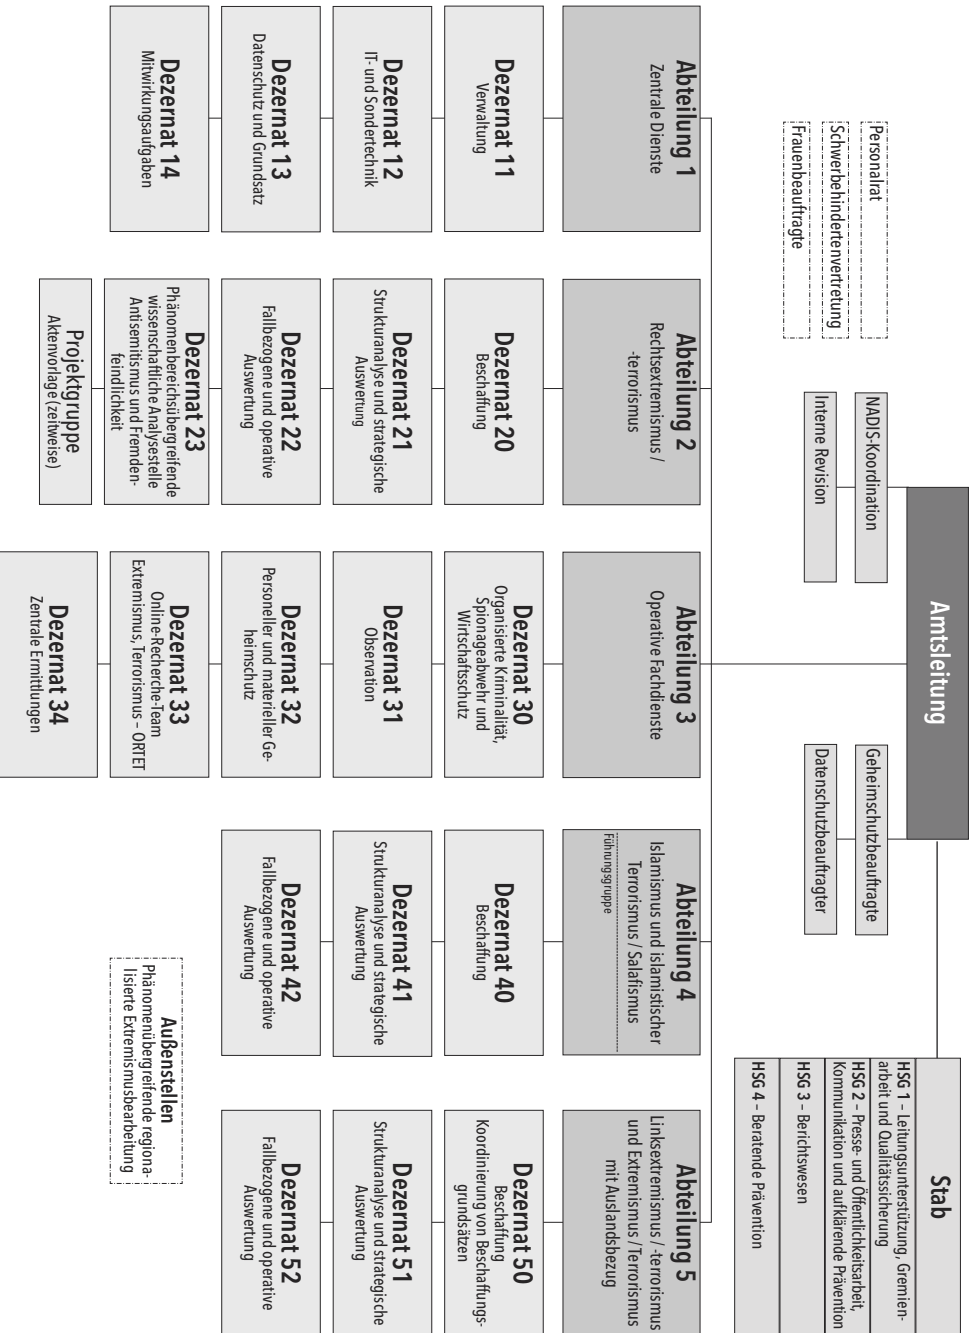 Amtsleitung
Stab
HSG 1 – Leitungsunterstützung, Gremien-
arbeit und Qualitätssicherung
HSG 2 – Presse- und Öffentlichkeitsarbeit,
Kommunikation und aufklärende Prävention
HSG 3 – Berichtswesen
HSG 4 – Beratende Prävention
Personalrat
Schwerbehindertenvertretung
Frauenbeauftragte
NADIS-Koordination
Interne Revision
Geheimschutzbeauftragte
Datenschutzbeauftragter
Abteilung 1
Zentrale Dienste
Dezernat 11
Verwaltung
Dezernat 12
IT- und Sondertechnik
Dezernat 13
Datenschutz und Grundsatz
Dezernat 14
Mitwirkungsaufgaben
Abteilung 2
Rechtsextremismus /
-terrorismus
Dezernat 20
Beschaffung
Dezernat 21
Strukturanalyse und strategische
Auswertung
Dezernat 22
Fallbezogene und operative
Auswertung
Dezernat 23
Phänomenbereichsübergreifende
wissenschaftliche Analysestelle
Antisemitismus und Fremden-
feindlichkeit
Projektgruppe
Aktenvorlage (zeitweise)
Abteilung 3
Operative Fachdienste
Dezernat 30
Organisierte Kriminalität,
Spionageabwehr und
Wirtschaftsschutz
Dezernat 31
Observation
Dezernat 32
Personeller und materieller Ge-
heimschutz
Dezernat 33
Online-Recherche-Team
Extremismus, Terrorismus – ORTET
Dezernat 34
Zentrale Ermittlungen
Abteilung 4
Islamismus und islamistischer
Terrorismus / Salafismus
Führungsgruppe
Dezernat 40
Beschaffung
Dezernat 41
Strukturanalyse und strategische
Auswertung
Dezernat 42
Fallbezogene und operative
Auswertung
Abteilung 5
Linksextremismus / -terrorismus
und Extremismus / Terrorismus
mit Auslandsbezug
Dezernat 50
Beschaffung
Koordinierung von Beschaffungs-
grundsätzen
Dezernat 51
Strukturanalyse und strategische
Auswertung
Dezernat 52
Fallbezogene und operative
Auswertung
Außenstellen
Phänomenübergreifende regiona-
lisierte Extremismusbearbeitung